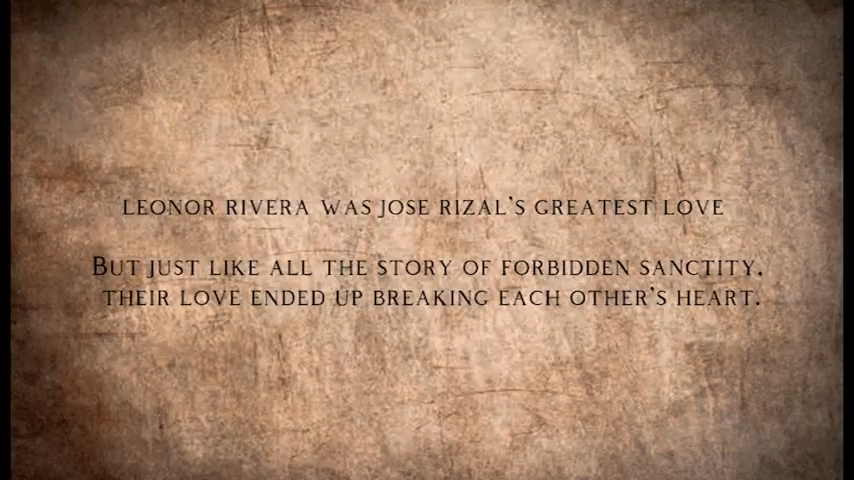 LEONOR RIVERA WAS JOSE RIZAL'S GREATEST LOVE
BUT JUST LIKE ALL THE STORY OF FORBIDDEN SANCTITY,
THEIR LOVE ENDED UP BREAKING EACH OTHER'S HEART.